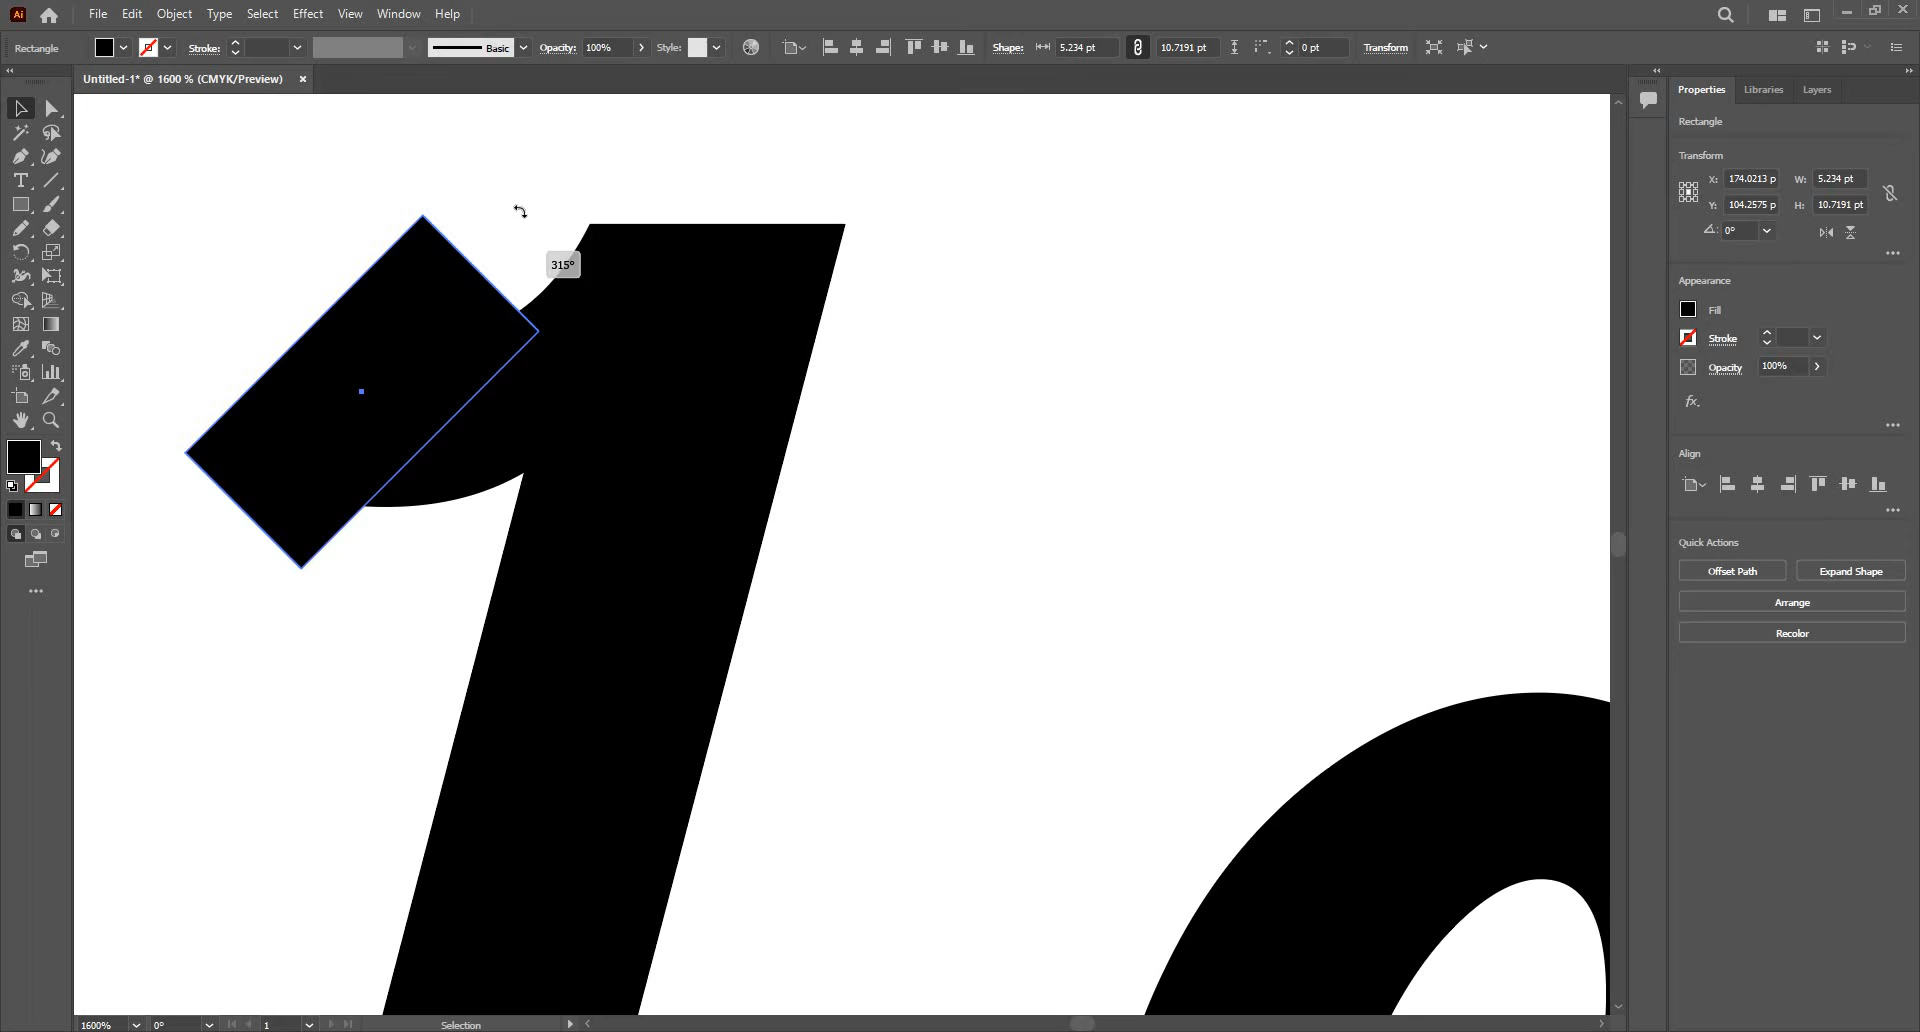 Ai File Edit Object Type Select Effect View Window Help
Rectangle Stroke: Basic Opacity: 100% Style: Shape: 5.234 pt 10.7191 pt 0 pt Transform
Untitled-1* @ 1600 % (CMYK/Preview) ×
Properties Libraries Layers
Rectangle
Transform
X: 174.0213 p W: 5.234 pt
Y: 104.2575 p H: 10.7191 pt
0°
315°
Appearance
Fill
Stroke
Opacity 100%
fx.
Align
Quick Actions
Offset Path Expand Shape
Arrange
Recolor
1600% 0° 1 Selection